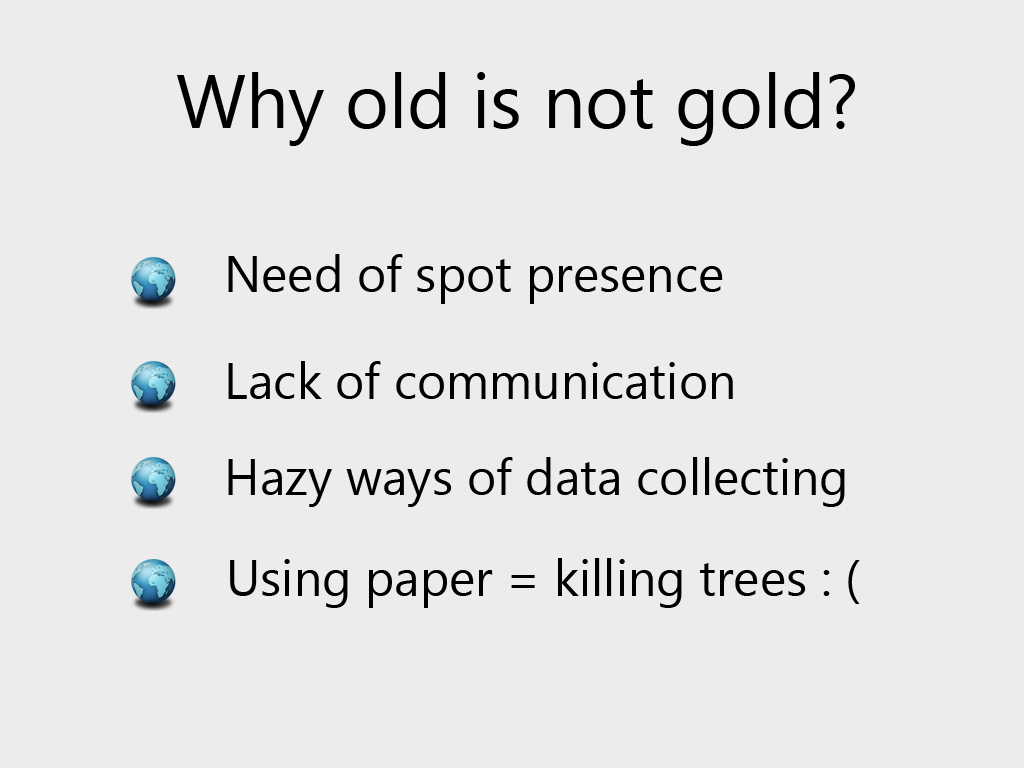 Why old is not gold?
Need of spot presence
Lack of communication
Hazy ways of data collecting
Using paper = killing trees : (